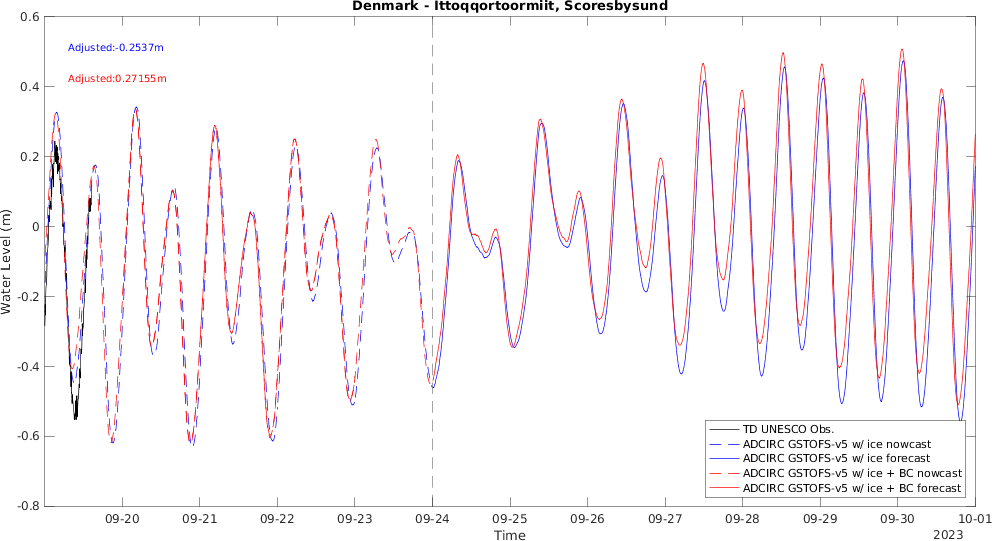 Denmark - Ittoqqortoormiit, Scoresbysund
Adjusted:-0.2537m
Adjusted:0.27155m
Water Level (m)
0.6
0.4
0.2
0
-0.2
-0.4
-0.6
-0.8
TD UNESCO Obs.
ADCIRC GSTOFS-v5 w/ ice nowcast
ADCIRC GSTOFS-v5 w/ ice forecast
ADCIRC GSTOFS-v5 w/ ice + BC nowcast
ADCIRC GSTOFS-v5 w/ ice + BC forecast
09-20 09-21 09-22 09-23 09-24 09-25 09-26 09-27 09-28 09-29 09-30 10-01
Time
2023